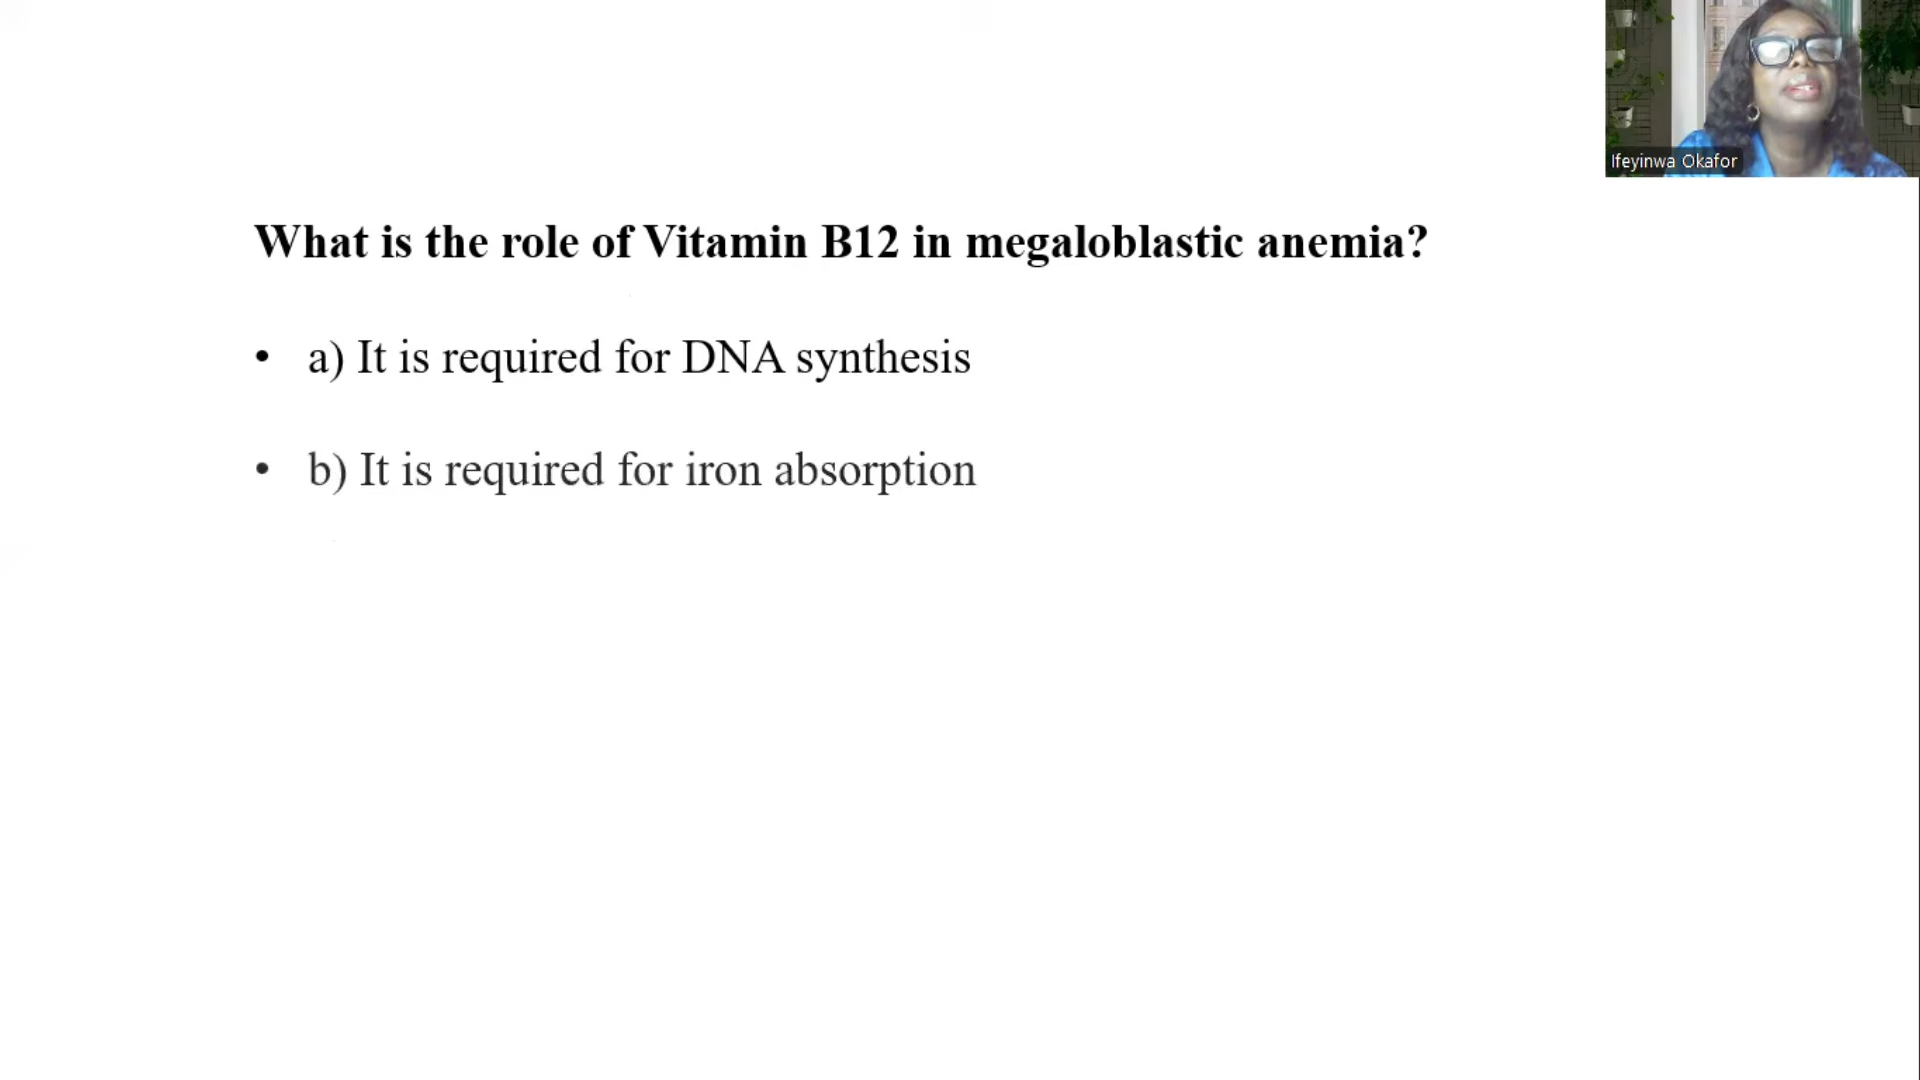 Ifeyinwa Okafor
What is the role of Vitamin B12 in megaloblastic anemia?
• a) It is required for DNA synthesis
• b) It is required for iron absorption